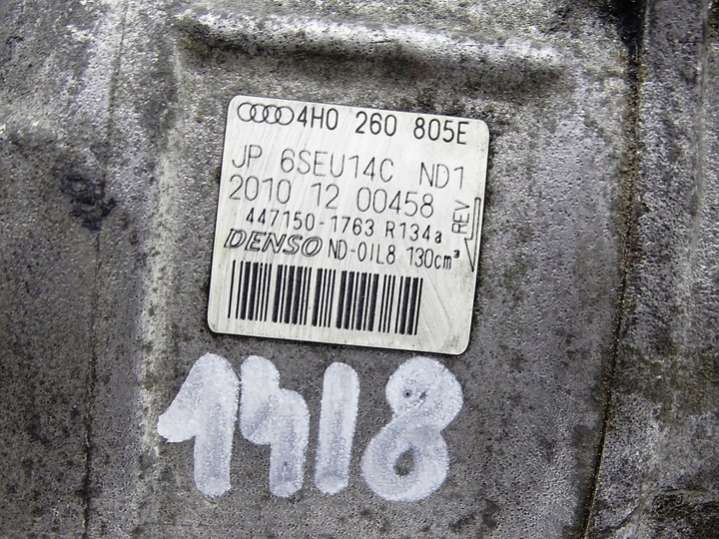 4H0 260 805E
JP 6SEU14C ND1
2010 12 00458
447150-1763 R134a
REV
DENSO ND-OIL8 130cm³
1418